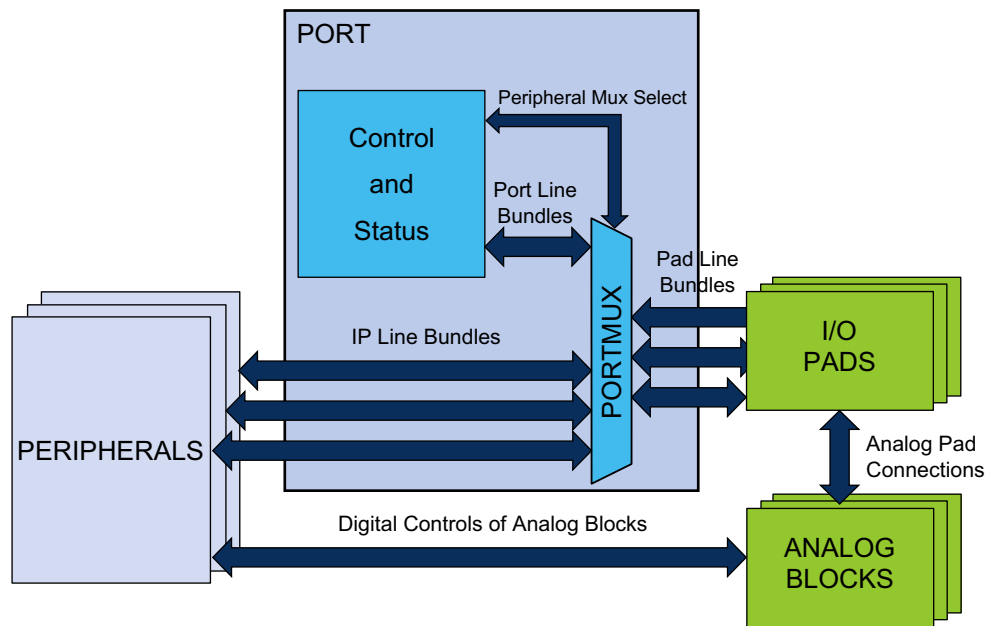 PORT
Peripheral Mux Select
Control
and
Status
Port Line
Bundles
Pad Line
Bundles
PORTMUX
IP Line Bundles
I/O
PADS
PERIPHERALS
Analog Pad
Connections
Digital Controls of Analog Blocks
ANALOG
BLOCKS